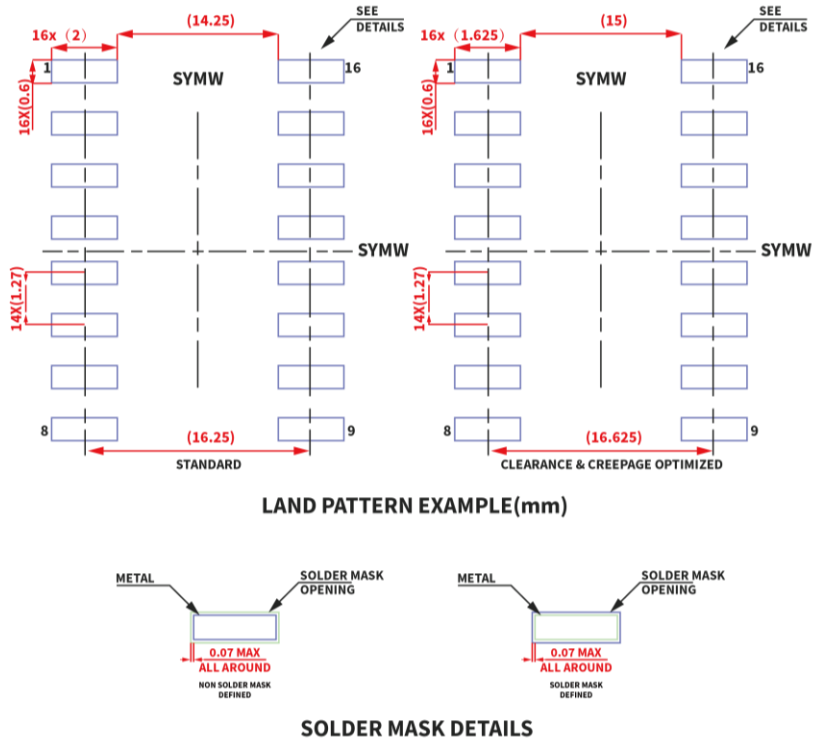 (14.25)
16x（2）
SEE
DETAILS
1
16
SYMW
16X(0.6)
SYMW
14X(1.27)
8
9
(16.25)
STANDARD
(15)
16x（1.625）
SEE
DETAILS
1
16
SYMW
16X(0.6)
SYMW
14X(1.27)
8
9
(16.625)
CLEARANCE & CREEPAGE OPTIMIZED
LAND PATTERN EXAMPLE(mm)
METAL
SOLDER MASK
OPENING
0.07 MAX
ALL AROUND
NON SOLDER MASK
DEFINED
METAL
SOLDER MASK
OPENING
0.07 MAX
ALL AROUND
SOLDER MASK
DEFINED
SOLDER MASK DETAILS